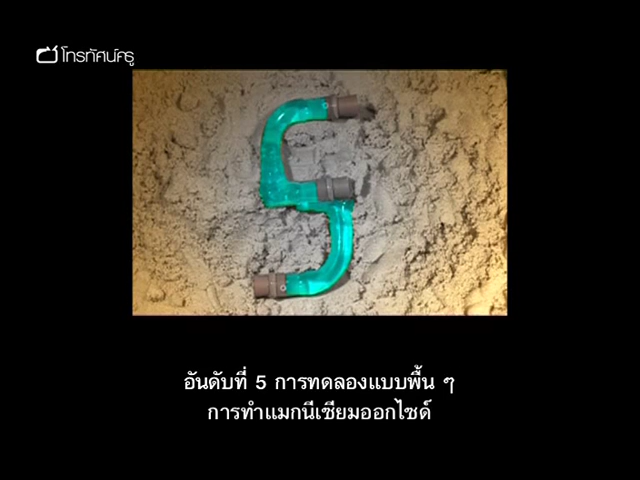 โทรทัศน์ครู
อันดับที่ 5 การทดลองแบบพื้น ๆ
การทำแมกนีเซียมออกไซด์